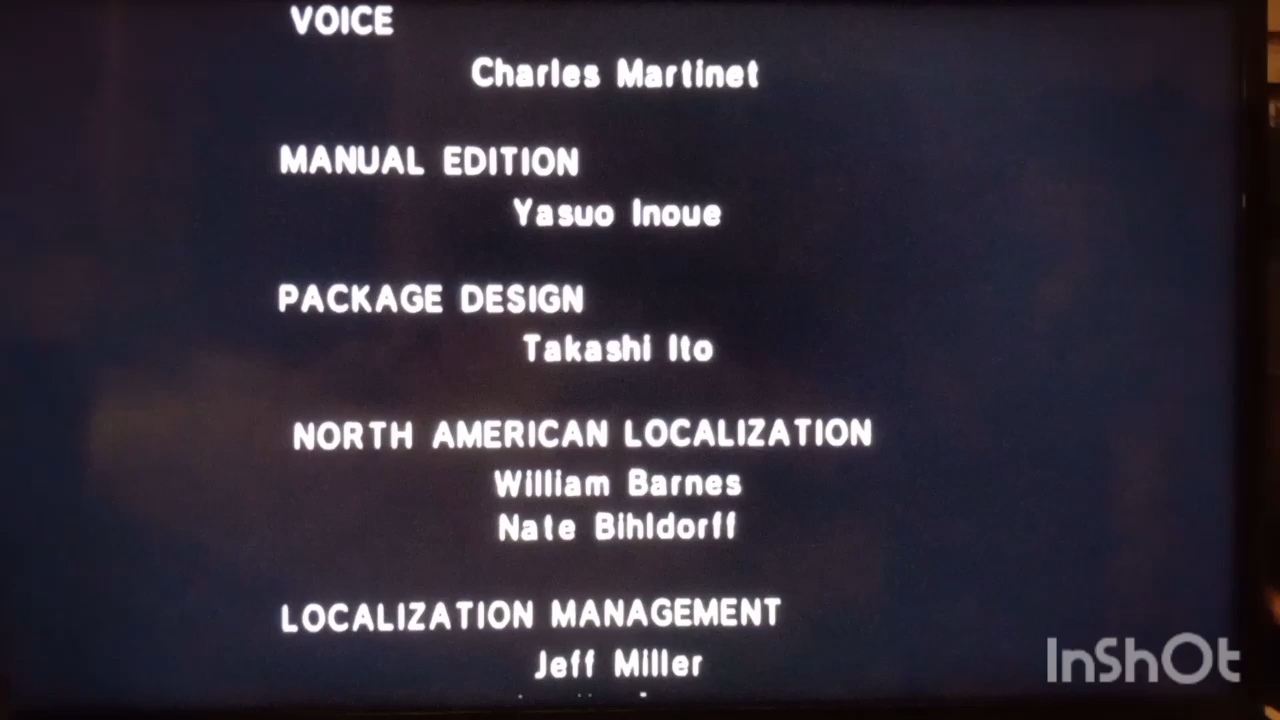 VOICE
Charles Martinet
MANUAL EDITION
Yasuo Inoue
PACKAGE DESIGN
Takashi Ito
NORTH AMERICAN LOCALIZATION
William Barnes
Nate Bihldorff
LOCALIZATION MANAGEMENT
Jeff Miller
InShOt